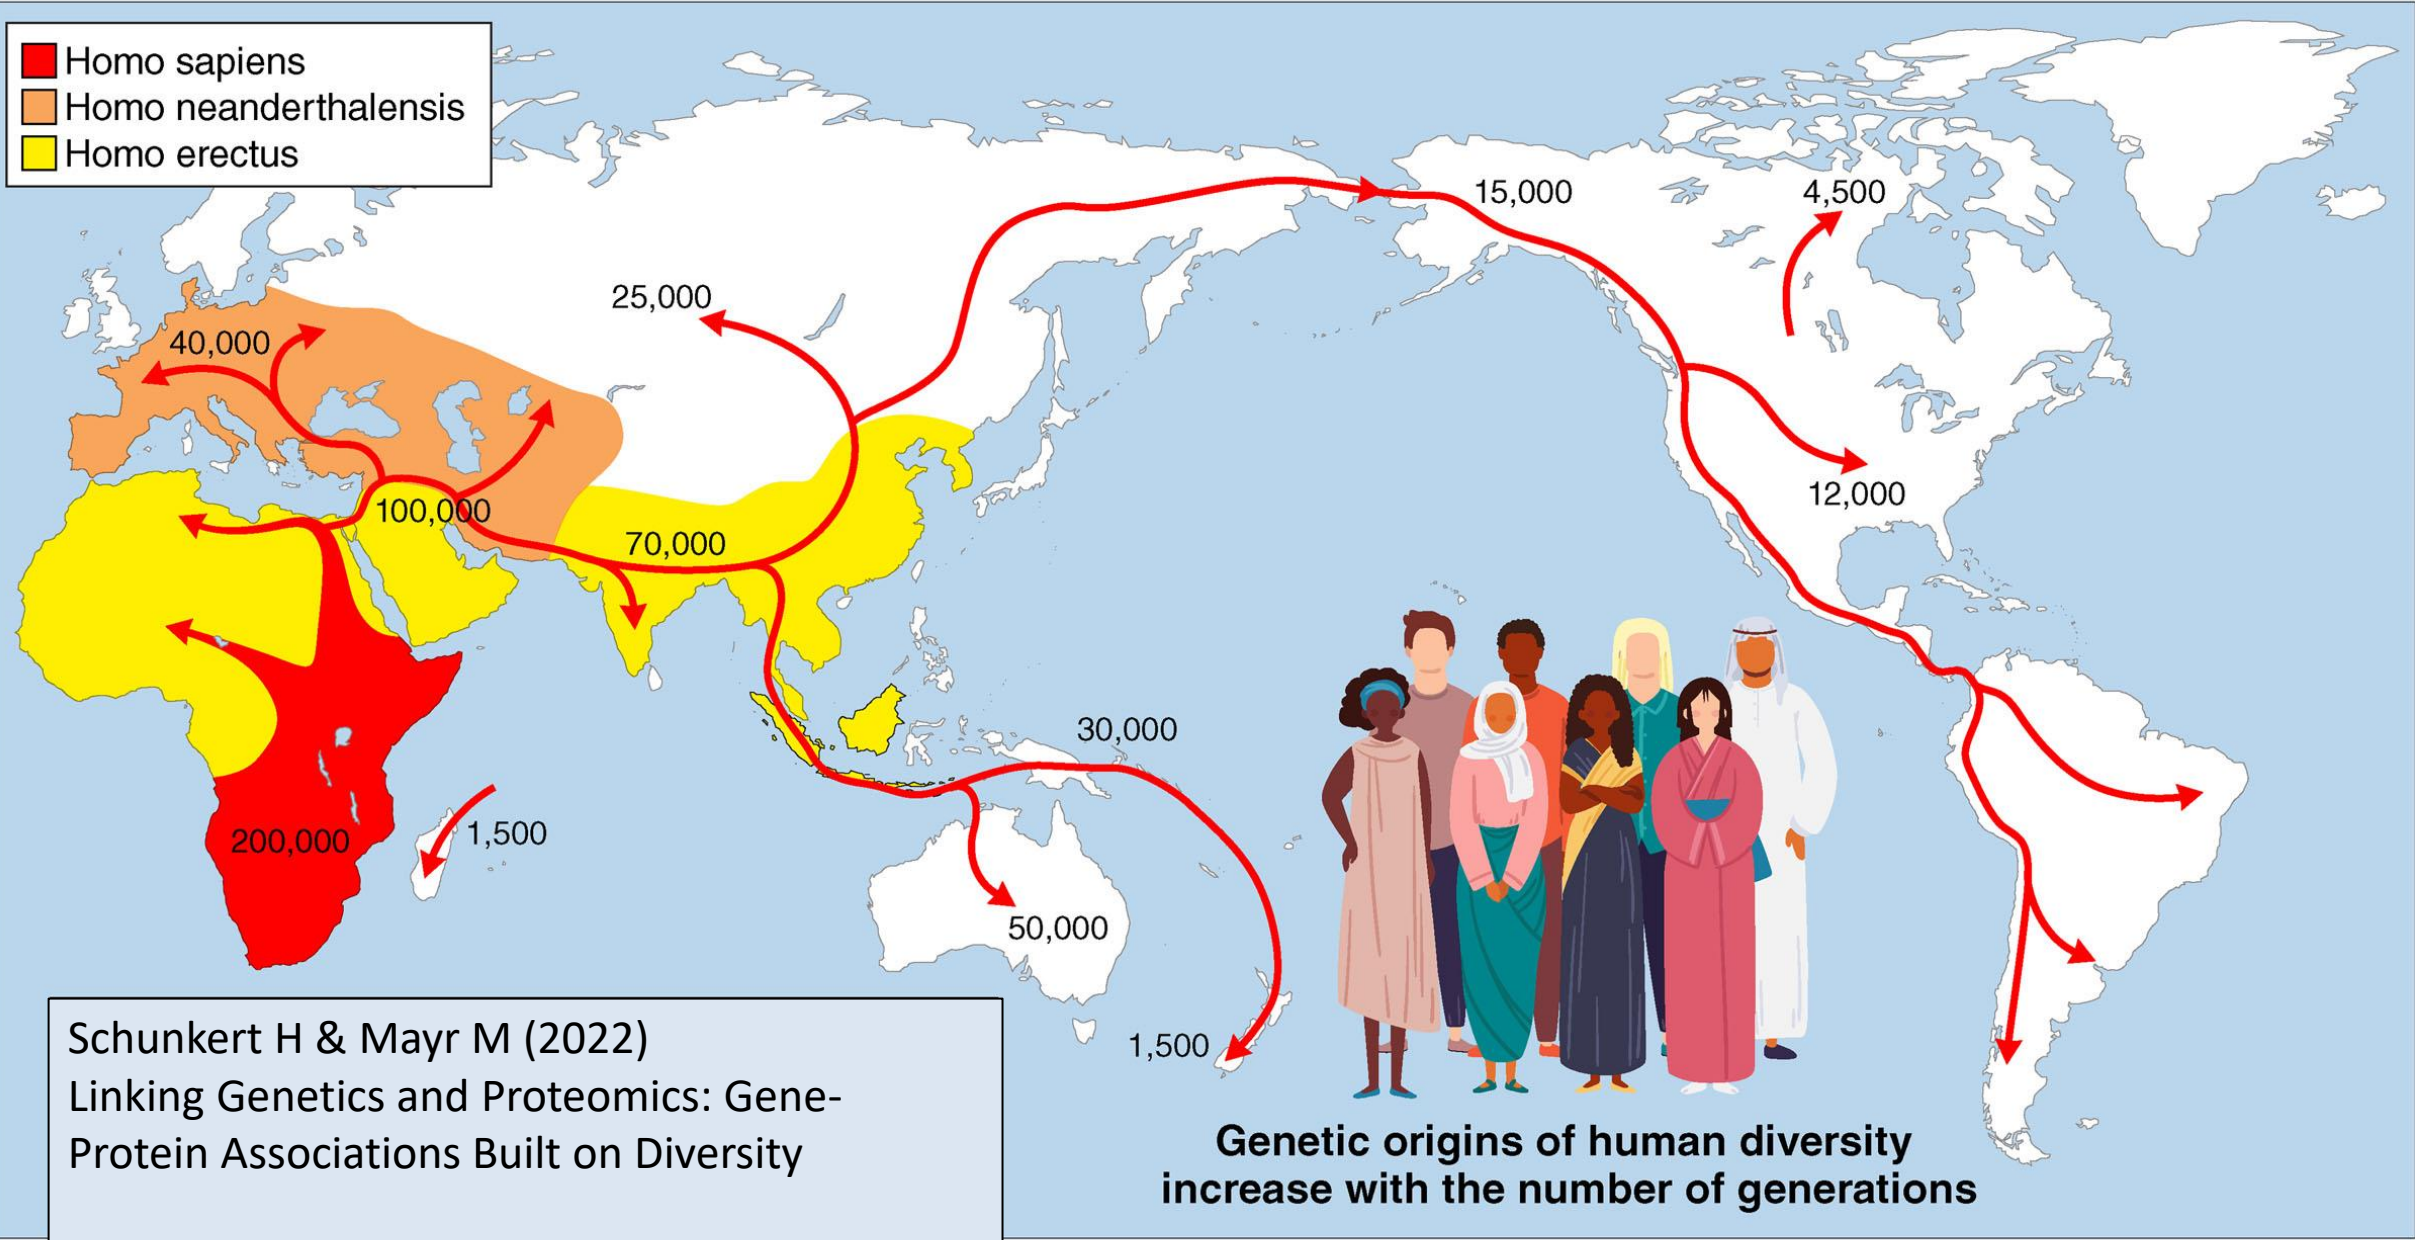 Homo sapiens
Homo neanderthalensis
Homo erectus
15,000
4,500
25,000
40,000
12,000
100,000
70,000
30,000
200,000
1,500
50,000
1,500
Schunkert H & Mayr M (2022)
Linking Genetics and Proteomics: Gene-
Protein Associations Built on Diversity
Genetic origins of human diversity
increase with the number of generations